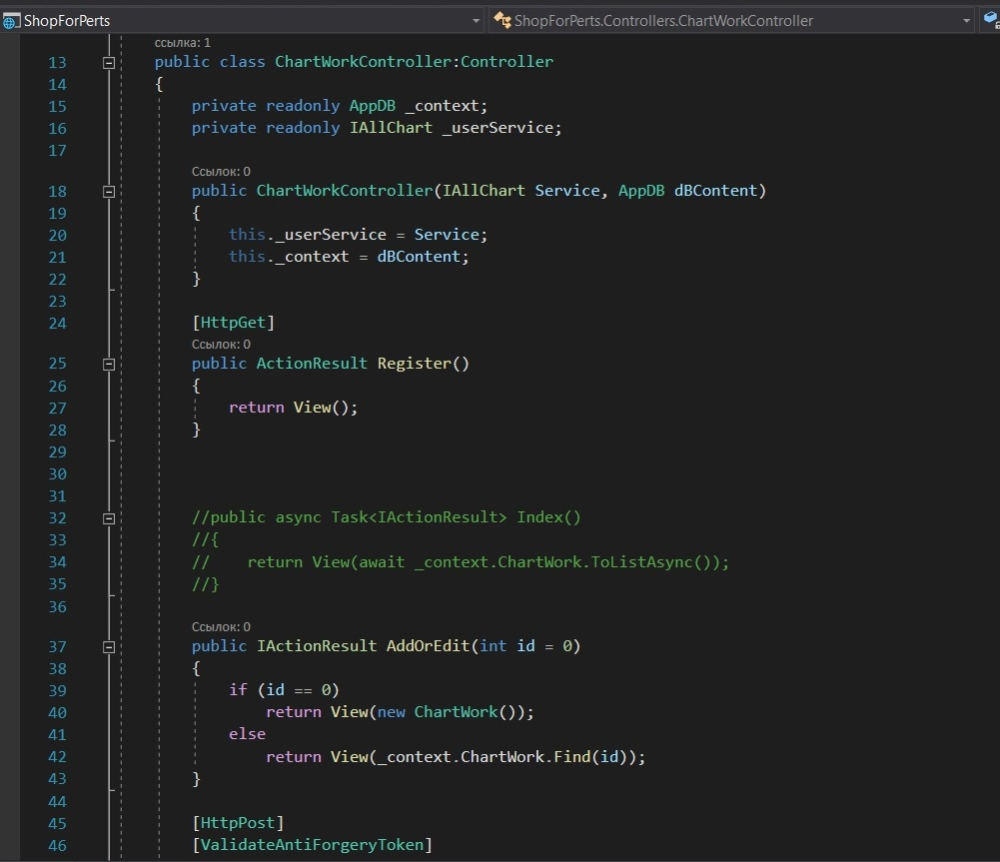 ShopForPerts ShopForPerts.Controllers.ChartWorkController
ссылка: 1
13 public class ChartWorkController:Controller
14 {
15 private readonly AppDB _context;
16 private readonly IAllChart _userService;
17
Ссылок: 0
18 public ChartWorkController(IAllChart Service, AppDB dBContent)
19 {
20 this._userService = Service;
21 this._context = dBContent;
22 }
23
24 [HttpGet]
Ссылок: 0
25 public ActionResult Register()
26 {
27 return View();
28 }
29
30
31
32 //public async Task<IActionResult> Index()
33 //{
34 //    return View(await _context.ChartWork.ToListAsync());
35 //}
36
Ссылок: 0
37 public IActionResult AddOrEdit(int id = 0)
38 {
39 if (id == 0)
40 return View(new ChartWork());
41 else
42 return View(_context.ChartWork.Find(id));
43 }
44
45 [HttpPost]
46 [ValidateAntiForgeryToken]